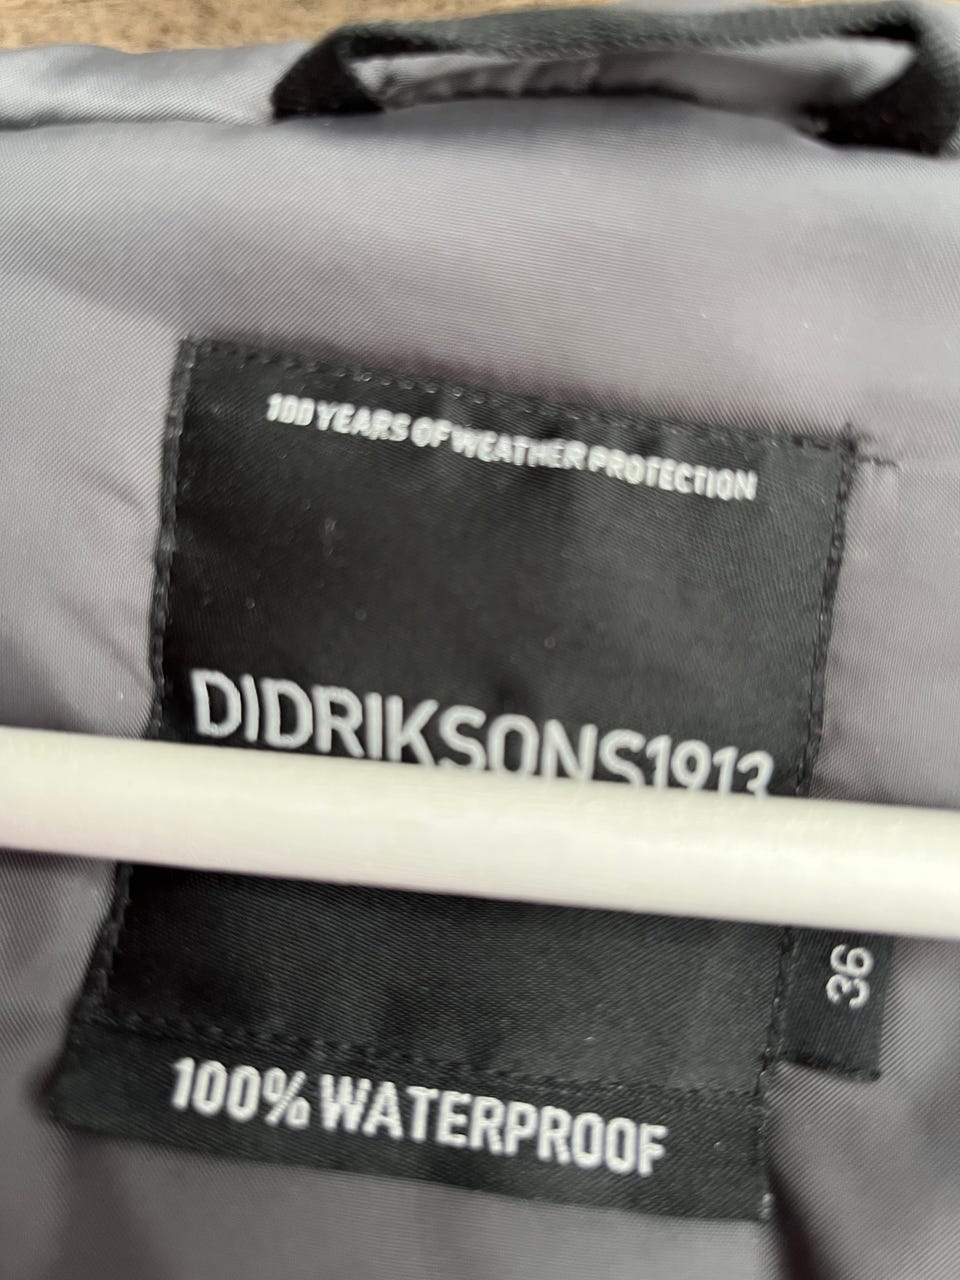 100 YEARS OF WEATHER PROTECTION
DIDRIKSONS1913
36
100% WATERPROOF